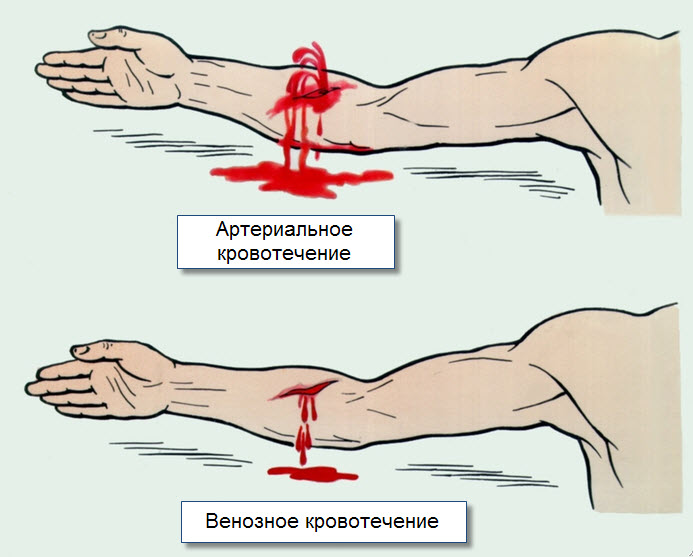 Артериальное
кровотечение
Венозное кровотечение